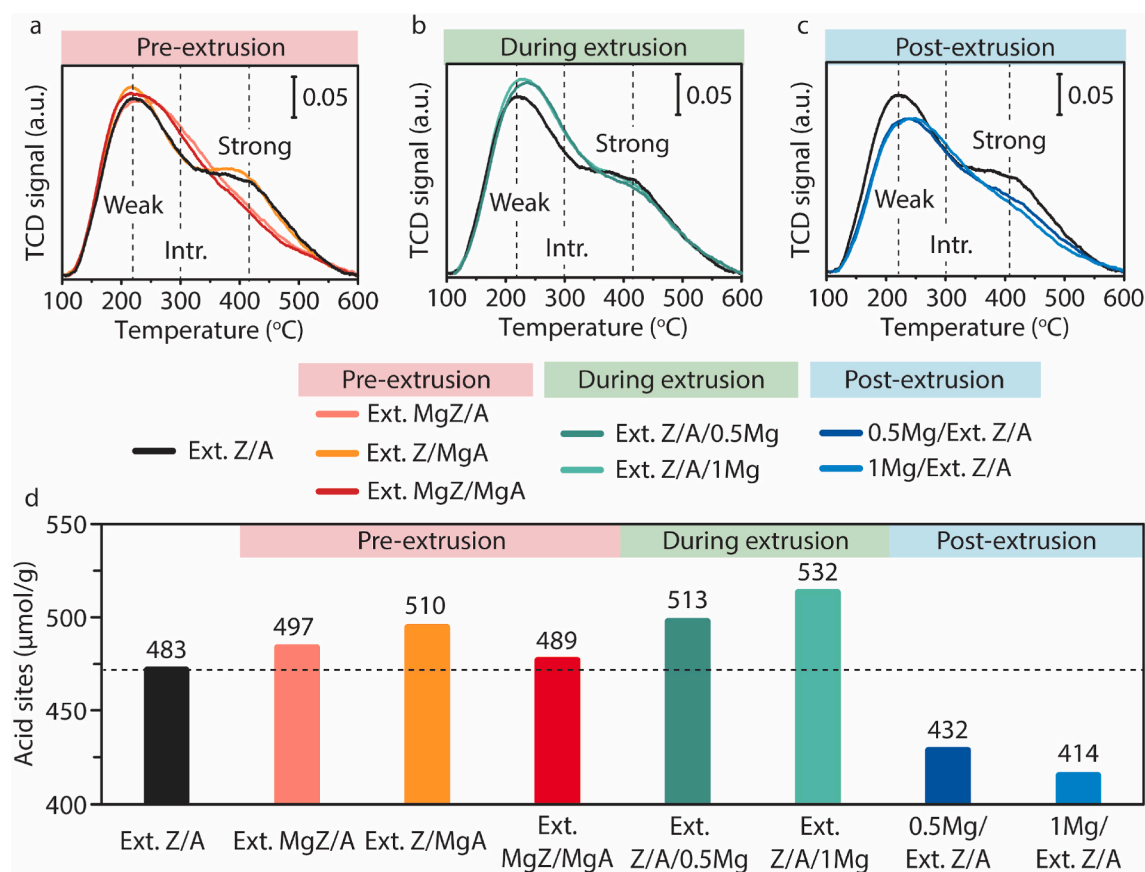 a
Pre-extrusion
b
During extrusion
c
Post-extrusion
TCD signal (a.u.)
0.05
Strong
Weak
Intr.
100 200 300 400 500 600
Temperature (°C)
TCD signal (a.u.)
0.05
Strong
Weak
Intr.
100 200 300 400 500 600
Temperature (°C)
TCD signal (a.u.)
0.05
Strong
Weak
Intr.
100 200 300 400 500 600
Temperature (°C)
Ext. Z/A
Pre-extrusion
Ext. MgZ/A
Ext. Z/MgA
Ext. MgZ/MgA
During extrusion
Ext. Z/A/0.5Mg
Ext. Z/A/1Mg
Post-extrusion
0.5Mg/Ext. Z/A
1Mg/Ext. Z/A
d
Acid sites (μmol/g)
550
500
450
400
Pre-extrusion
During extrusion
Post-extrusion
483
497
510
489
513
532
432
414
Ext. Z/A
Ext. MgZ/A
Ext. Z/MgA
Ext.
MgZ/MgA
Ext.
Z/A/0.5Mg
Ext.
Z/A/1Mg
0.5Mg/
Ext. Z/A
1Mg/
Ext. Z/A